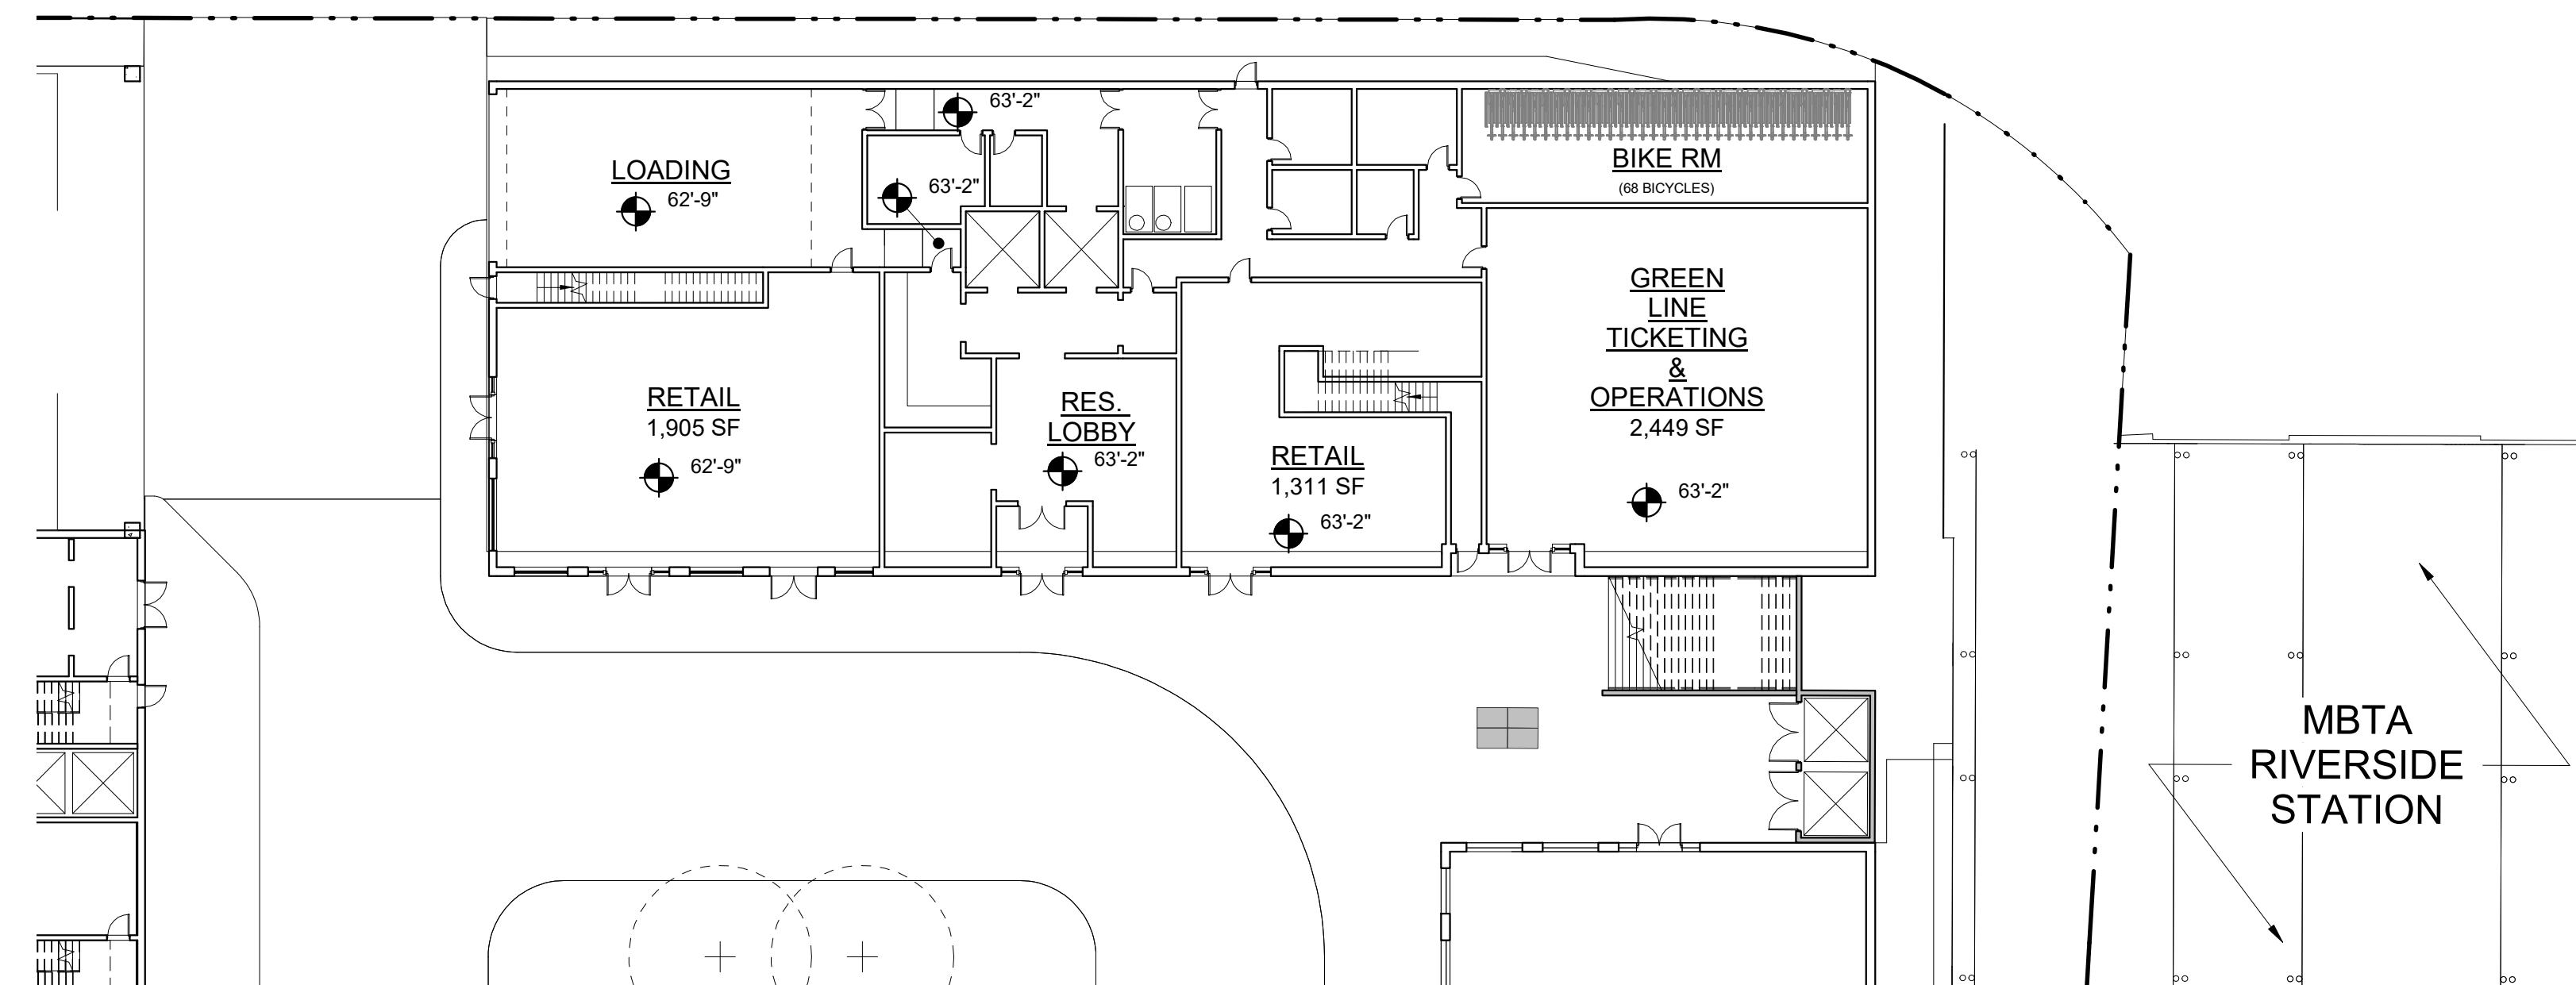 63'-2"
LOADING
62'-9"
63'-2"
BIKE RM
(68 BICYCLES)
GREEN
LINE
TICKETING
&
OPERATIONS
2,449 SF
63'-2"
RETAIL
1,905 SF
62'-9"
RES.
LOBBY
63'-2"
RETAIL
1,311 SF
63'-2"
MBTA
RIVERSIDE
STATION